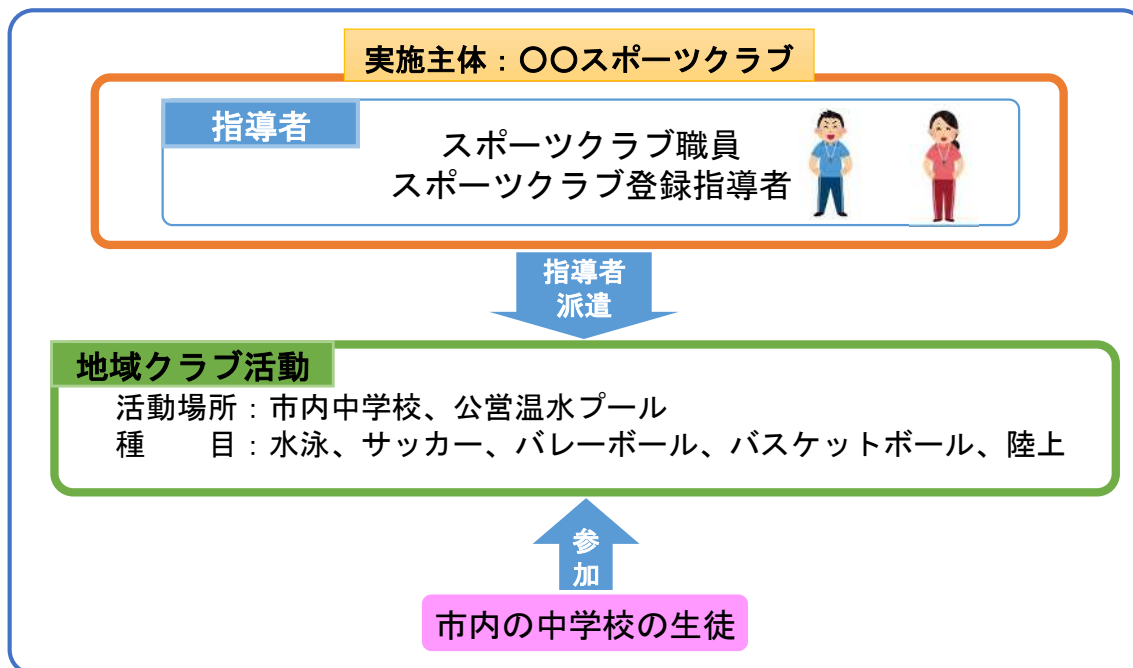 実施主体：〇〇スポーツクラブ
指導者
スポーツクラブ職員
スポーツクラブ登録指導者
指導者
派遣
地域クラブ活動
活動場所：市内中学校、公営温水プール
種　　目：水泳、サッカー、バレーボール、バスケットボール、陸上
参
加
市内の中学校の生徒